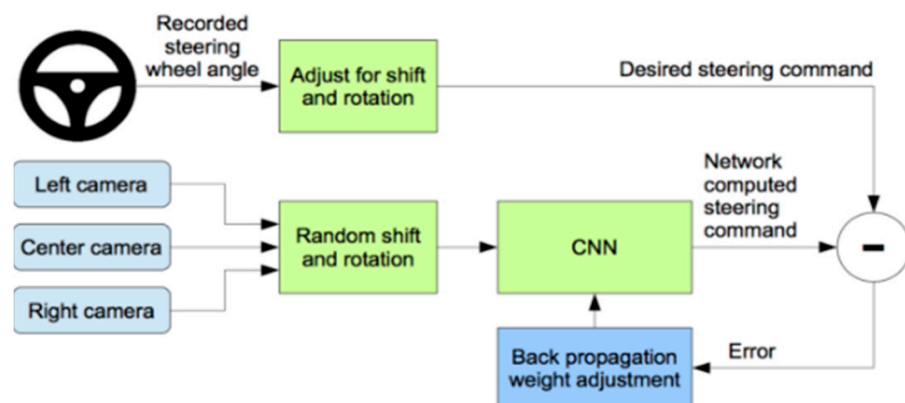 Recorded
steering
wheel angle
Adjust for shift
and rotation
Desired steering command
Left camera
Center camera
Right camera
Random shift
and rotation
CNN
Network
computed
steering
command
-
Back propagation
weight adjustment
Error